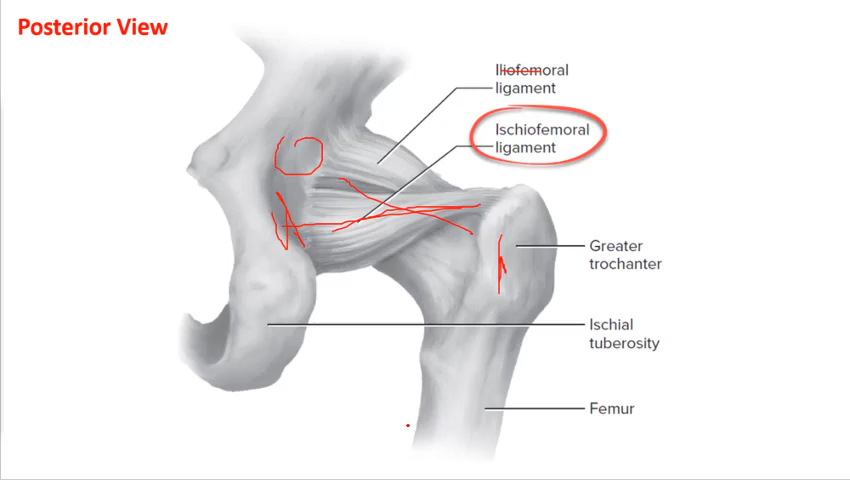 Posterior View
Iliofemoral
ligament
Ischiofemoral
ligament
Greater
trochanter
Ischial
tuberosity
Femur